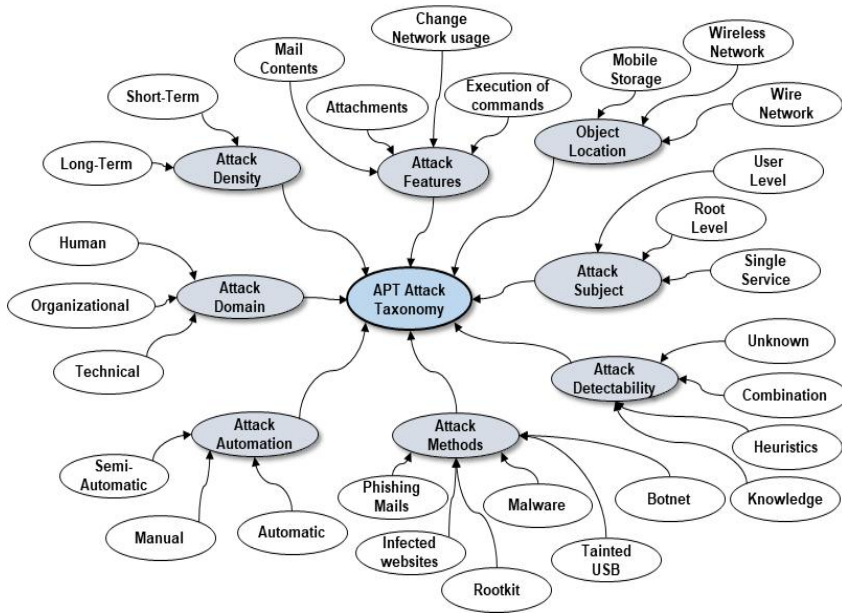 Change
Network usage
Mail
Contents
Wireless
Network
Mobile
Storage
Short-Term
Attachments
Execution of
commands
Wire
Network
Object
Location
Long-Term
Attack
Density
Attack
Features
User
Level
Root
Level
Human
Single
Service
Attack
Subject
Organizational
Attack
Domain
APT Attack
Taxonomy
Technical
Unknown
Attack
Detectability
Combination
Attack
Automation
Attack
Methods
Heuristics
Semi-
Automatic
Phishing
Mails
Malware
Botnet
Knowledge
Manual
Automatic
Infected
websites
Tainted
USB
Rootkit